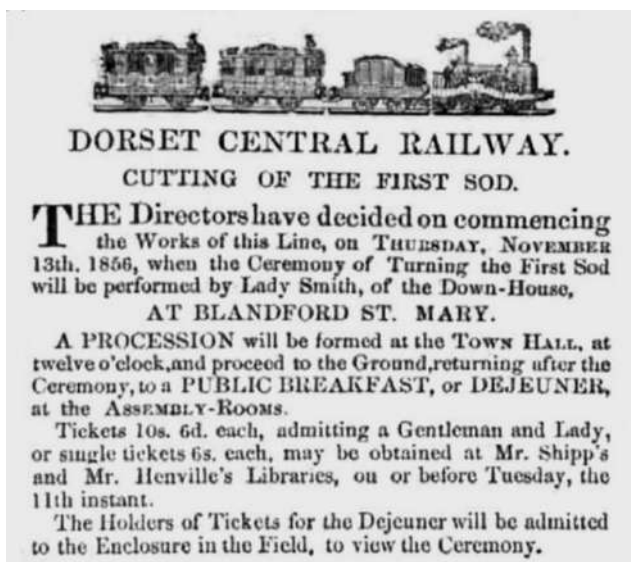 DORSET CENTRAL RAILWAY.
CUTTING OF THE FIRST SOD.
THE Directors have decided on commencing
the Works of this Line, on THURSDAY, NOVEMBER
13th. 1856, when the Ceremony of Turning the First Sod
will be performed by Lady Smith, of the Down-House,
AT BLANDFORD ST. MARY.
A PROCESSION will be formed at the TOWN HALL, at
twelve o'clock,and proceed to the Ground,returning after the
Ceremony, to a PUBLIC BREAKFAST, or DEJEUNER,
at the ASSEMBLY-ROOMS.
Tickets 10s. 6d. each, admitting a Gentleman and Lady,
or single tickets 6s. each, may be obtained at Mr. Shipp's
and Mr. Henville's Libraries, on or before Tuesday, the
11th instant.
The Holders of Tickets for the Dejeuner will be admitted
to the Enclosure in the Field, to view the Ceremony.